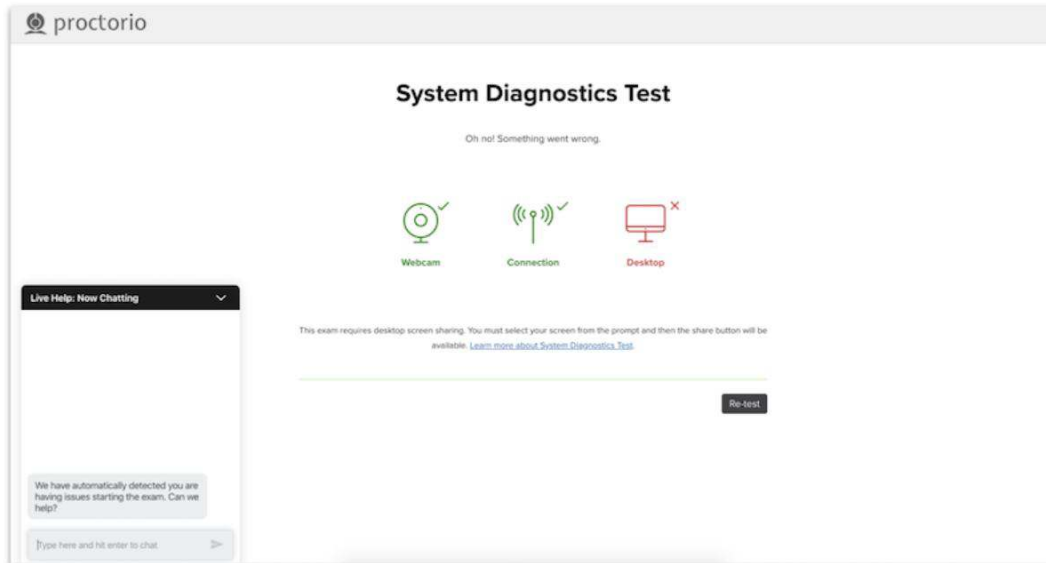 proctorio
System Diagnostics Test
Oh no! Something went wrong.
Webcam
Connection
Desktop
This exam requires desktop screen sharing. You must select your screen from the prompt and then the share button will be
available. Learn more about System Diagnostics Test.
Re-test
Live Help: Now Chatting
We have automatically detected you are
having issues starting the exam. Can we
help?
Type here and hit enter to chat